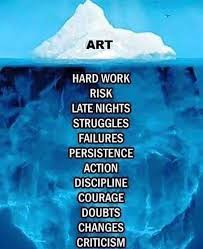 ART
HARD WORK
RISK
LATE NIGHTS
STRUGGLES
FAILURES
PERSISTENCE
ACTION
DISCIPLINE
COURAGE
DOUBTS
CHANGES
CRITICISM